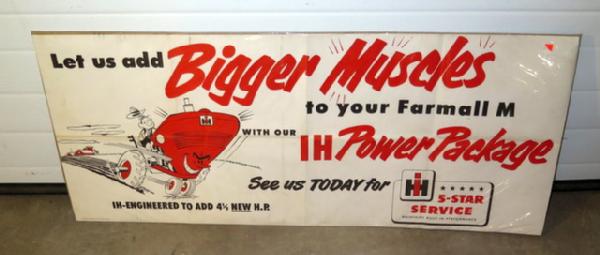 Let us add Bigger Muscles
to your Farmall M
WITH OUR IH Power Package
See us TODAY for
IH 5-STAR
SERVICE
IH-ENGINEERED TO ADD 4½ NEW H.P.